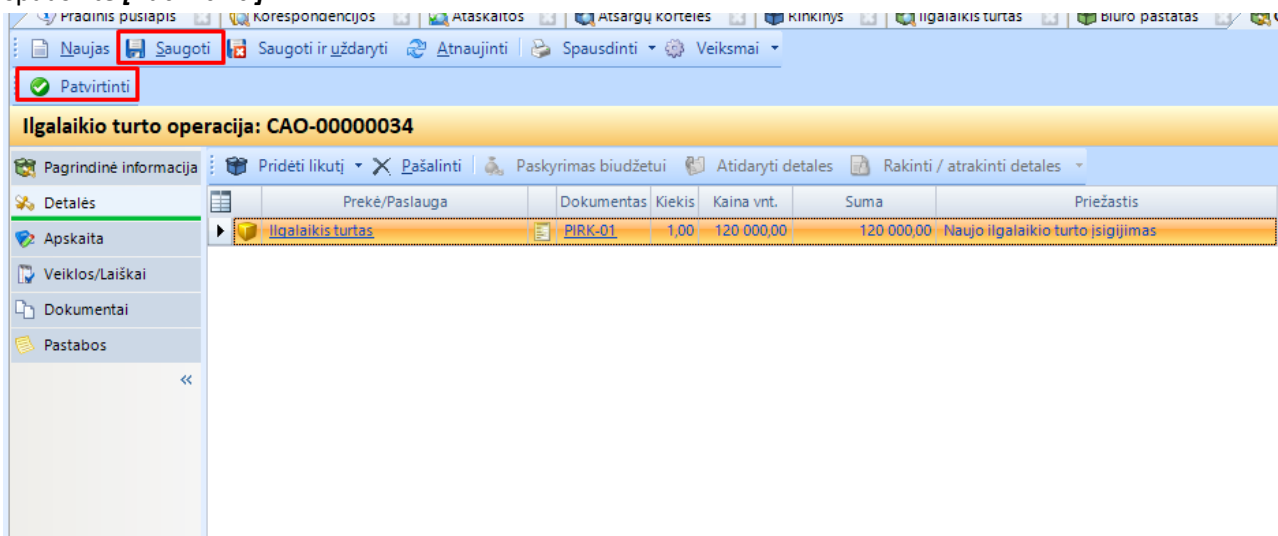 Pradinis puslapis Korespondencijos Ataskaitos Atsargų kortelės Rinkinys Ilgalaikis turtas Biuro pastatas
Naujas Saugoti Saugoti ir uždaryti Atnaujinti Spausdinti Veiksmai
Patvirtinti
Ilgalaikio turto operacija: CAO-00000034
Pagrindinė informacija Pridėti likutį Pašalinti Paskyrimas biudžetui Atidaryti detales Rakinti / atrakinti detales
Detalės Prekė/Paslauga Dokumentas Kiekis Kaina vnt. Suma Priežastis
Apskaita Ilgalaikis turtas PIRK-01 1,00 120 000,00 120 000,00 Naujo ilgalaikio turto įsigijimas
Veiklos/Laiškai
Dokumentai
Pastabos
«